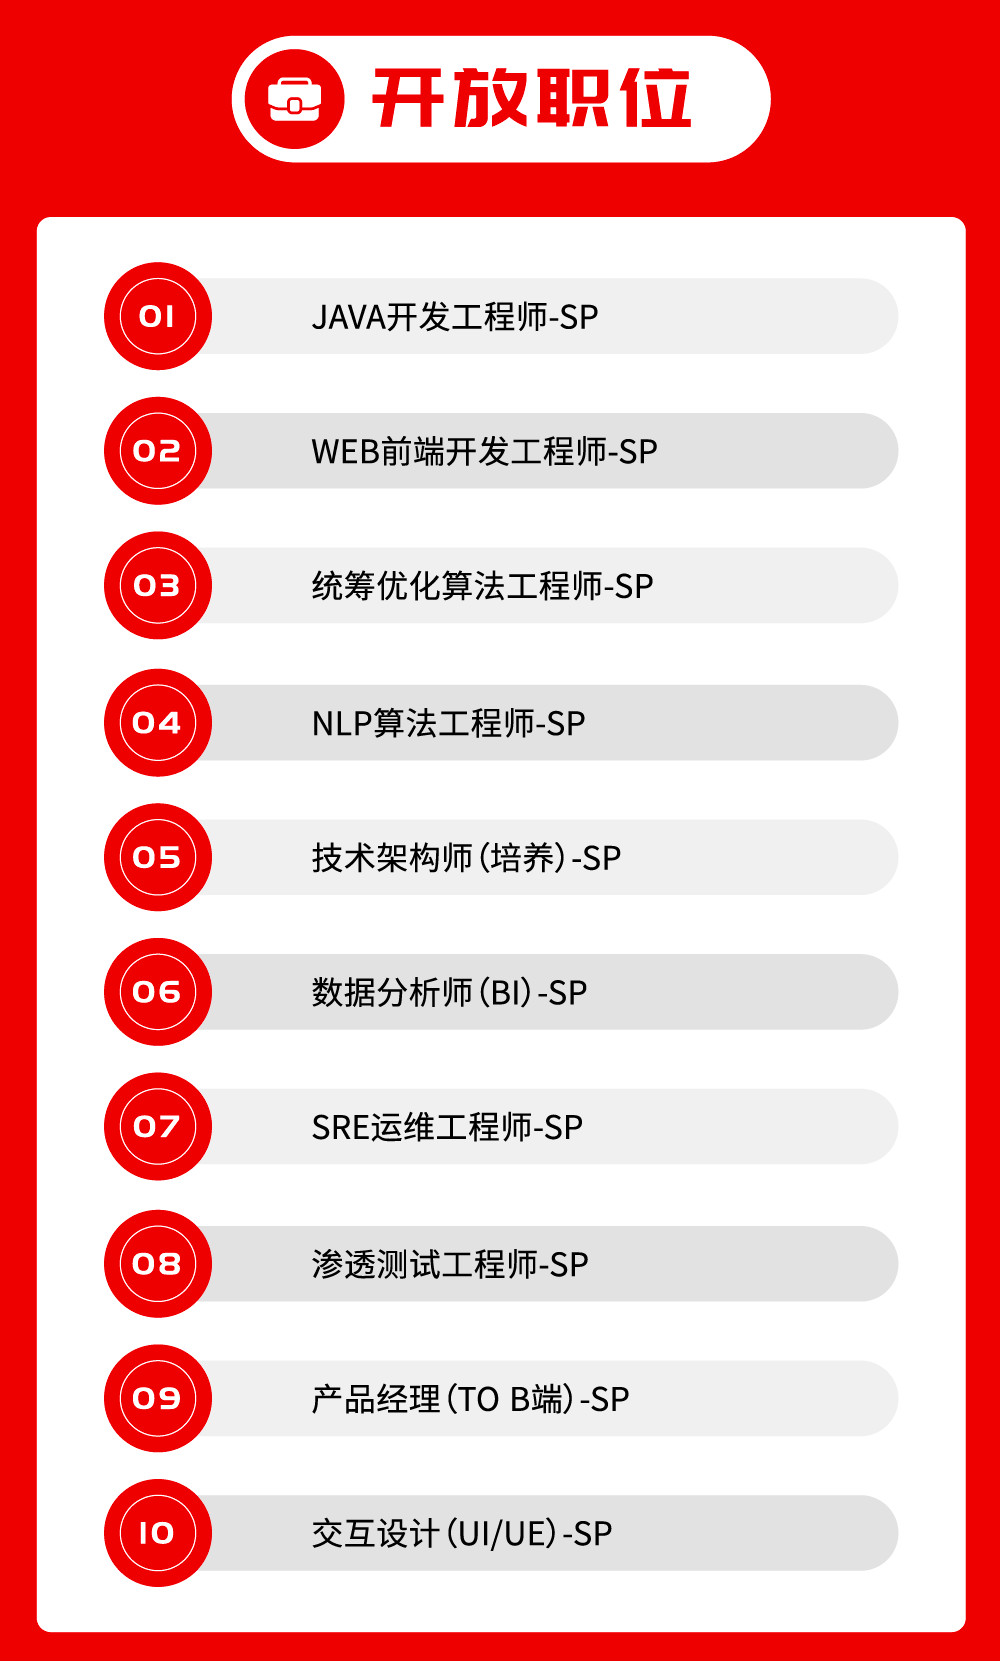 开放职位
01
JAVA开发工程师-SP
02
WEB前端开发工程师-SP
03
统筹优化算法工程师-SP
04
NLP算法工程师-SP
05
技术架构师（培养）-SP
06
数据分析师（BI）-SP
07
SRE运维工程师-SP
08
渗透测试工程师-SP
09
产品经理（TO B端）-SP
10
交互设计（UI/UE）-SP